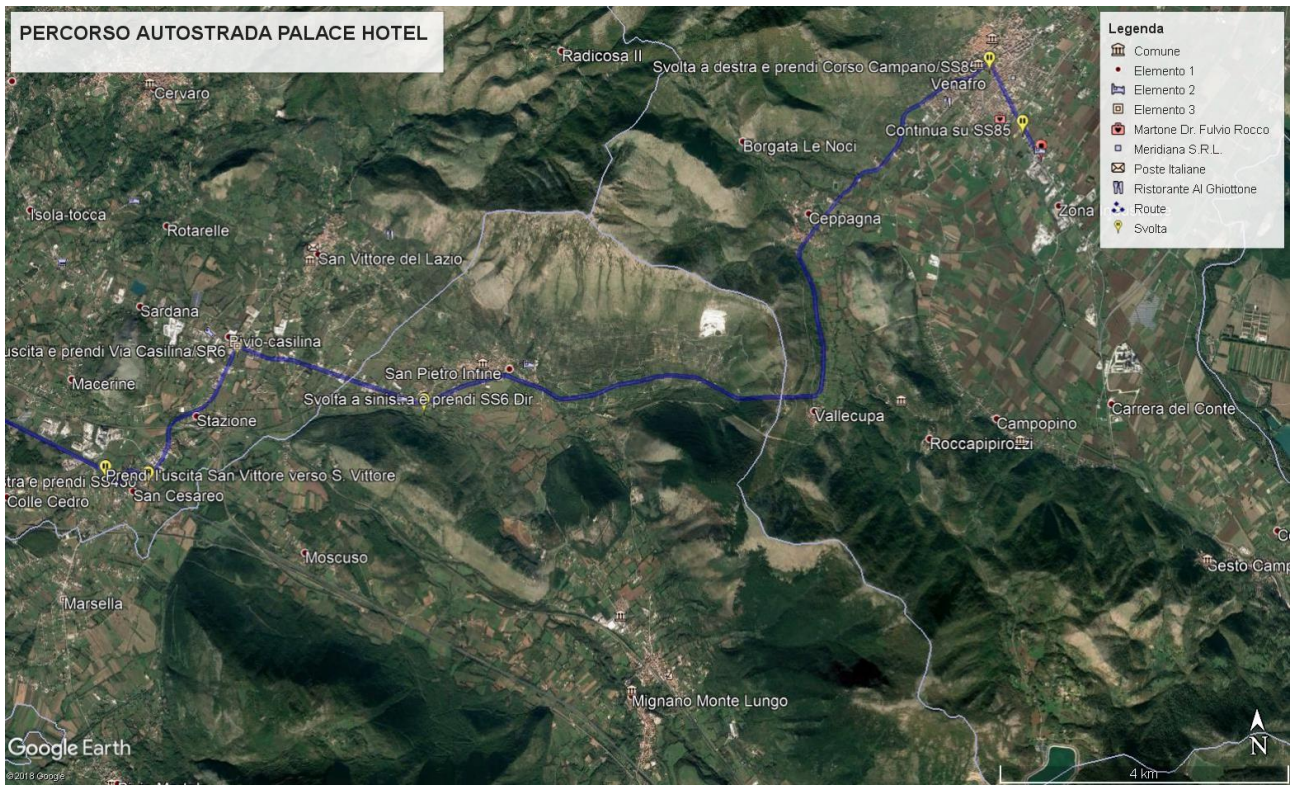 PERCORSO AUTOSTRADA PALACE HOTEL
Legenda
Comune
Elemento 1
Elemento 2
Elemento 3
Martone Dr. Fulvio Rocco
Meridiana S.R.L.
Poste Italiane
Ristorante Al Ghiottone
Route
Svolta
Radicosa II
Svolta a destra e prendi Corso Campano/SS85
Venafro
Cervaro
Continua su SS85
Borgata Le Noci
Isola-tocca
Rotarelle
Ceppagna
Zona
San Vittore del Lazio
Sardana
Bivio-casilina
uscita e prendi Via Casilina/SR6
San Pietro Infine
Macerine
Svolta a sinistra e prendi SS6 Dir
Stazione
Vallecupa
Carrera del Conte
Campopino
Roccapipirozzi
Prendi l'uscita San Vittore verso S. Vittore
stra e prendi SS430
San Cesareo
Colle Cedro
Moscuso
Sesto Camp
Marsella
Mignano Monte Lungo
Google Earth
©2018 Google
N
4 km